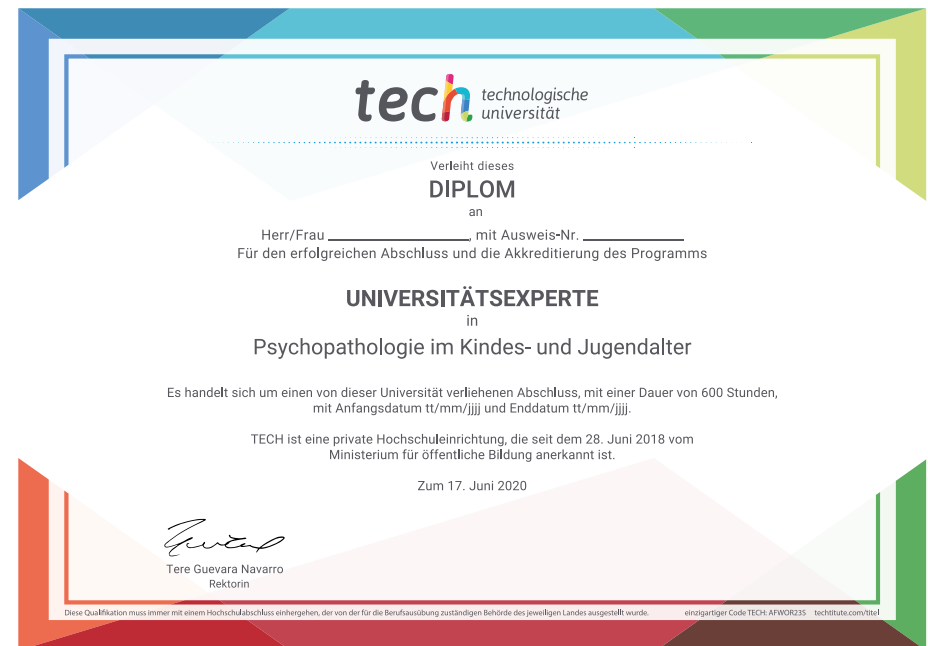 tech technologische
universität
Verleiht dieses
DIPLOM
an
Herr/Frau ____________________, mit Ausweis-Nr. ______________
Für den erfolgreichen Abschluss und die Akkreditierung des Programms
UNIVERSITÄTSEXPERTE
in
Psychopathologie im Kindes- und Jugendalter
Es handelt sich um einen von dieser Universität verliehenen Abschluss, mit einer Dauer von 600 Stunden,
mit Anfangsdatum tt/mm/jjjj und Enddatum tt/mm/jjjj.
TECH ist eine private Hochschuleinrichtung, die seit dem 28. Juni 2018 vom
Ministerium für öffentliche Bildung anerkannt ist.
Zum 17. Juni 2020
Tere Guevara Navarro
Rektorin
Diese Qualifikation muss immer mit einem Hochschulabschluss einhergehen, der von der für die Berufsausübung zuständigen Behörde des jeweiligen Landes ausgestellt wurde. einzigartiger Code TECH: AFWOR23S techtitute.com/titel